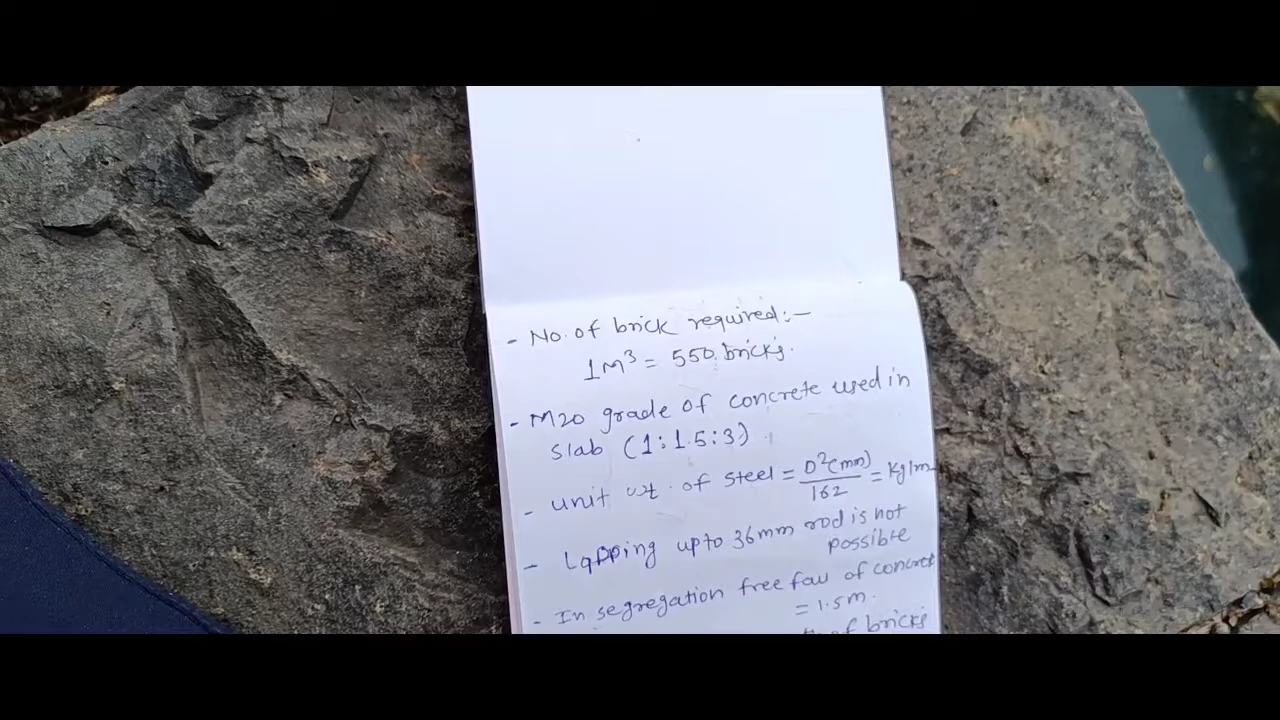 - No. of brick required:-
1m³ = 550 bricks.
- M20 grade of concrete used in
slab (1:1.5:3)
- unit wt. of steel = D²(mm)/162 = kg/m
- Lapping upto 36mm rod is not
possible
- In segregation free fall of concrete
= 1.5m.
of bricks